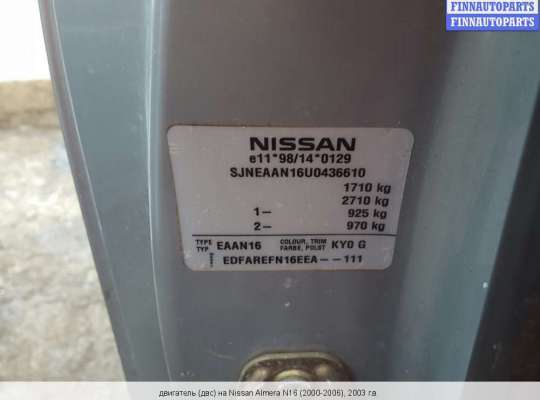 FINNAUTOPARTS
FINNAUTOPARTS
NISSAN
e11*98/14*0129
SJNEAAN16U0436610
1710 kg
2710 kg
1- 925 kg
2- 970 kg
TYPE TYP EAAN16 COLOUR, TRIM FARBE, POLST KY0 G
EDFAREFN16EEA--111
двигатель (двс) на Nissan Almera N16 (2000-2006), 2003 г.в.